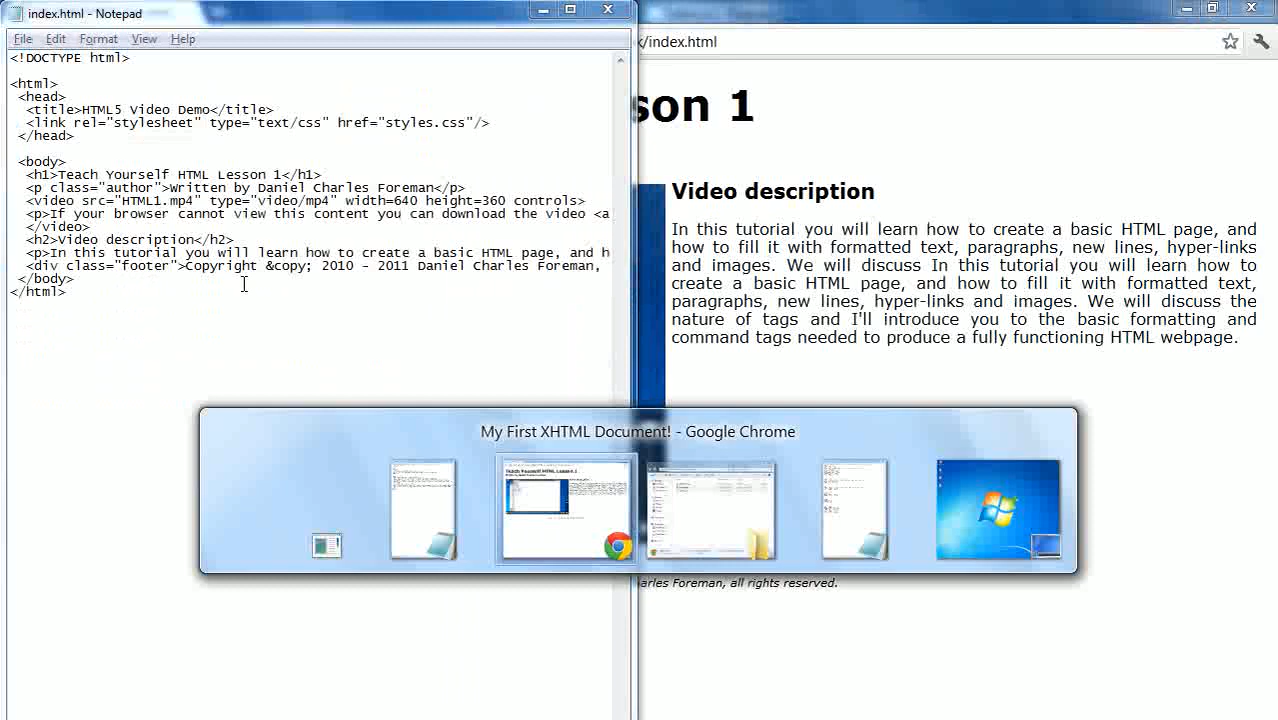 index.html - Notepad
File Edit Format View Help
<!DOCTYPE html>
<html>
<head>
<title>HTML5 Video Demo</title>
<link rel="stylesheet" type="text/css" href="styles.css"/>
</head>
<body>
<h1>Teach Yourself HTML Lesson 1</h1>
<p class="author">Written by Daniel Charles Foreman</p>
<video src="HTML1.mp4" type="video/mp4" width=640 height=360 controls>
<p>If your browser cannot view this content you can download the video <a
</video>
<h2>Video description</h2>
<p>In this tutorial you will learn how to create a basic HTML page, and h
<div class="footer">Copyright &copy; 2010 - 2011 Daniel Charles Foreman,
</body>
</html>
x/index.html
son 1
Video description
In this tutorial you will learn how to create a basic HTML page, and
how to fill it with formatted text, paragraphs, new lines, hyper-links
and images. We will discuss In this tutorial you will learn how to
create a basic HTML page, and how to fill it with formatted text,
paragraphs, new lines, hyper-links and images. We will discuss the
nature of tags and I'll introduce you to the basic formatting and
command tags needed to produce a fully functioning HTML webpage.
My First XHTML Document! - Google Chrome
Teach Yourself HTML Lesson 1
arles Foreman, all rights reserved.